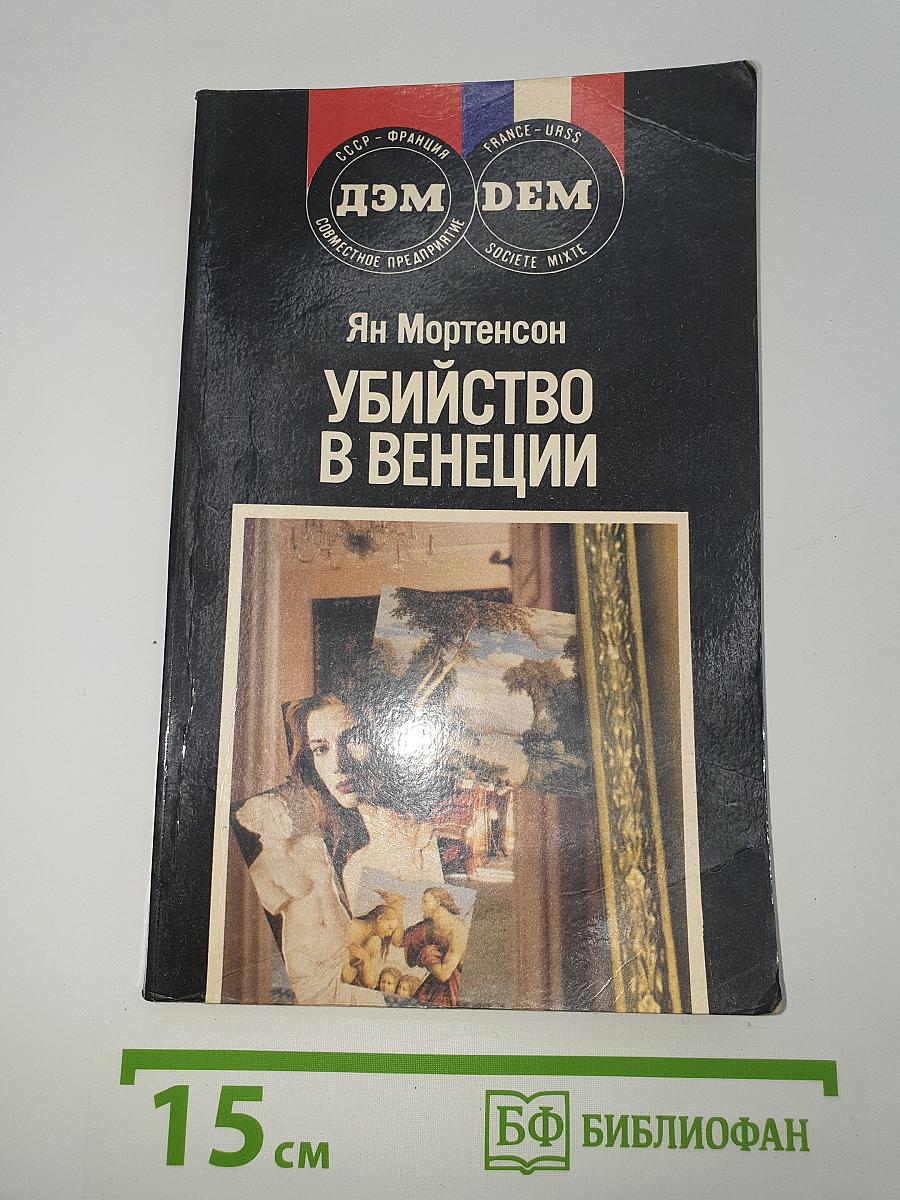 СССР - ФРАНЦИЯ
ДЭМ
СОВМЕСТНОЕ ПРЕДПРИЯТИЕ
FRANCE - URSS
DEM
SOCIETE MIXTE
Ян Мортенсон
УБИЙСТВО
В ВЕНЕЦИИ
15 см
БФ БИБЛИОФАН